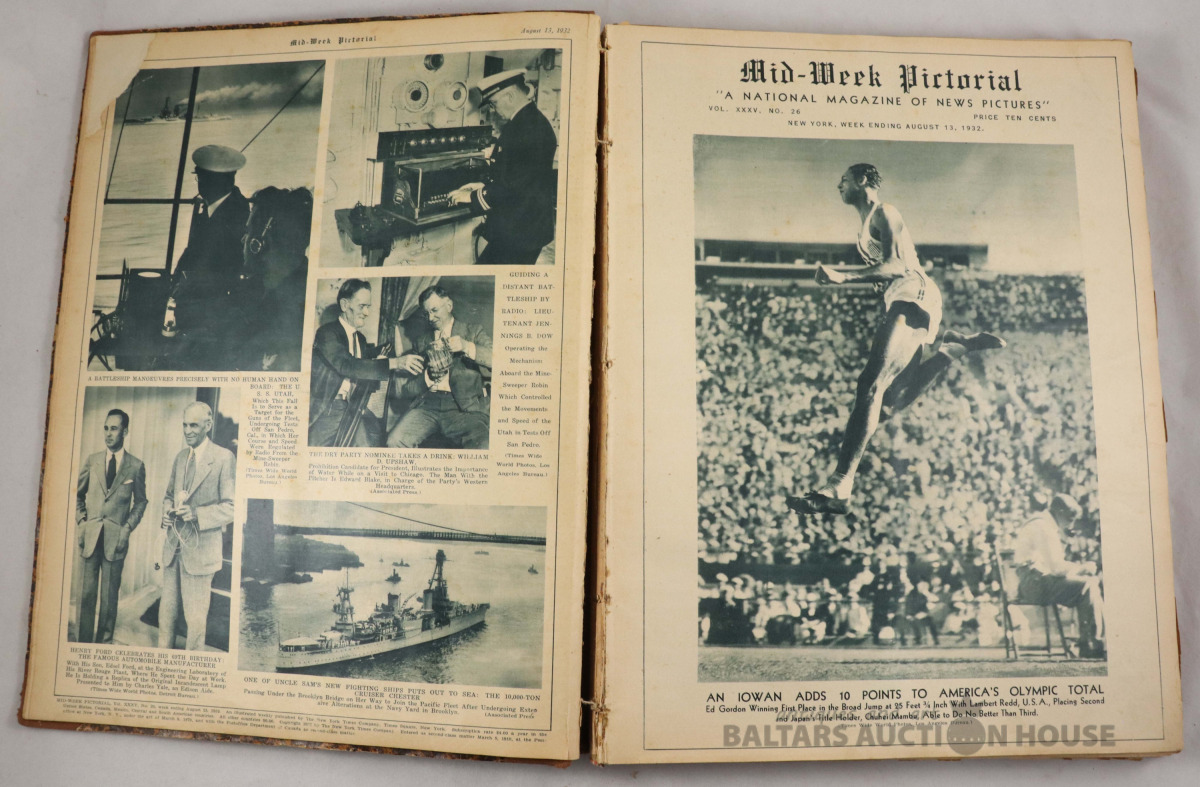 Mid-Week Pictorial
August 13, 1932
A BATTLESHIP MANOEUVRES PRECISELY WITH NO HUMAN HAND ON
BOARD: THE U.
S. S. UTAH,
Which This Fall
Is to Serve as a
Target for the
Guns of the Fleet,
Undergoing Tests
Off San Pedro,
Cal., in Which Her
Course and Speed
Were Regulated
by Radio From the
Mine-Sweeper
Robin.
(Times Wide World
Photos, Los Angeles
Bureau.)
GUIDING A
DISTANT BAT-
TLESHIP BY
RADIO: LIEU-
TENANT JEN-
NINGS B. DOW
Operating the
Mechanism
Aboard the Mine-
Sweeper Robin
Which Controlled
the Movements
and Speed of the
Utah in Tests Off
San Pedro.
(Times Wide
World Photos, Los
Angeles Bureau.)
THE DRY PARTY NOMINEE TAKES A DRINK: WILLIAM
D. UPSHAW,
Prohibition Candidate for President, Illustrates the Importance
of Water While on a Visit to Chicago. The Man With the
Pitcher Is Edward Blake, in Charge of the Party's Western
Headquarters.
(Associated Press.)
HENRY FORD CELEBRATES HIS 69TH BIRTHDAY:
THE FAMOUS AUTOMOBILE MANUFACTURER
With His Son, Edsel Ford, at the Engineering Laboratory of
His River Rouge Plant, Where He Spent the Day at Work.
He Is Holding a Replica of the Original Incandescent Lamp
Presented to Him by Charles Yale, an Edison Aide.
(Times Wide World Photos, Detroit Bureau.)
ONE OF UNCLE SAM'S NEW FIGHTING SHIPS PUTS OUT TO SEA: THE 10,000-TON
CRUISER CHESTER
Passing Under the Brooklyn Bridge on Her Way to Join the Pacific Fleet After Undergoing Exten-
sive Alterations at the Navy Yard in Brooklyn.
(Associated Press
Mid-Week Pictorial
"A NATIONAL MAGAZINE OF NEWS PICTURES"
VOL. XXXV, NO. 26
PRICE TEN CENTS
NEW YORK, WEEK ENDING AUGUST 13, 1932.
AN IOWAN ADDS 10 POINTS TO AMERICA'S OLYMPIC TOTAL
Ed Gordon Winning First Place in the Broad Jump at 25 Feet ¾ Inch With Lambert Redd, U.S.A., Placing Second
and Japan's Title Holder, Chuhei Mambu, Able to Do No Better Than Third.
BALTARS AUCTION HOUSE